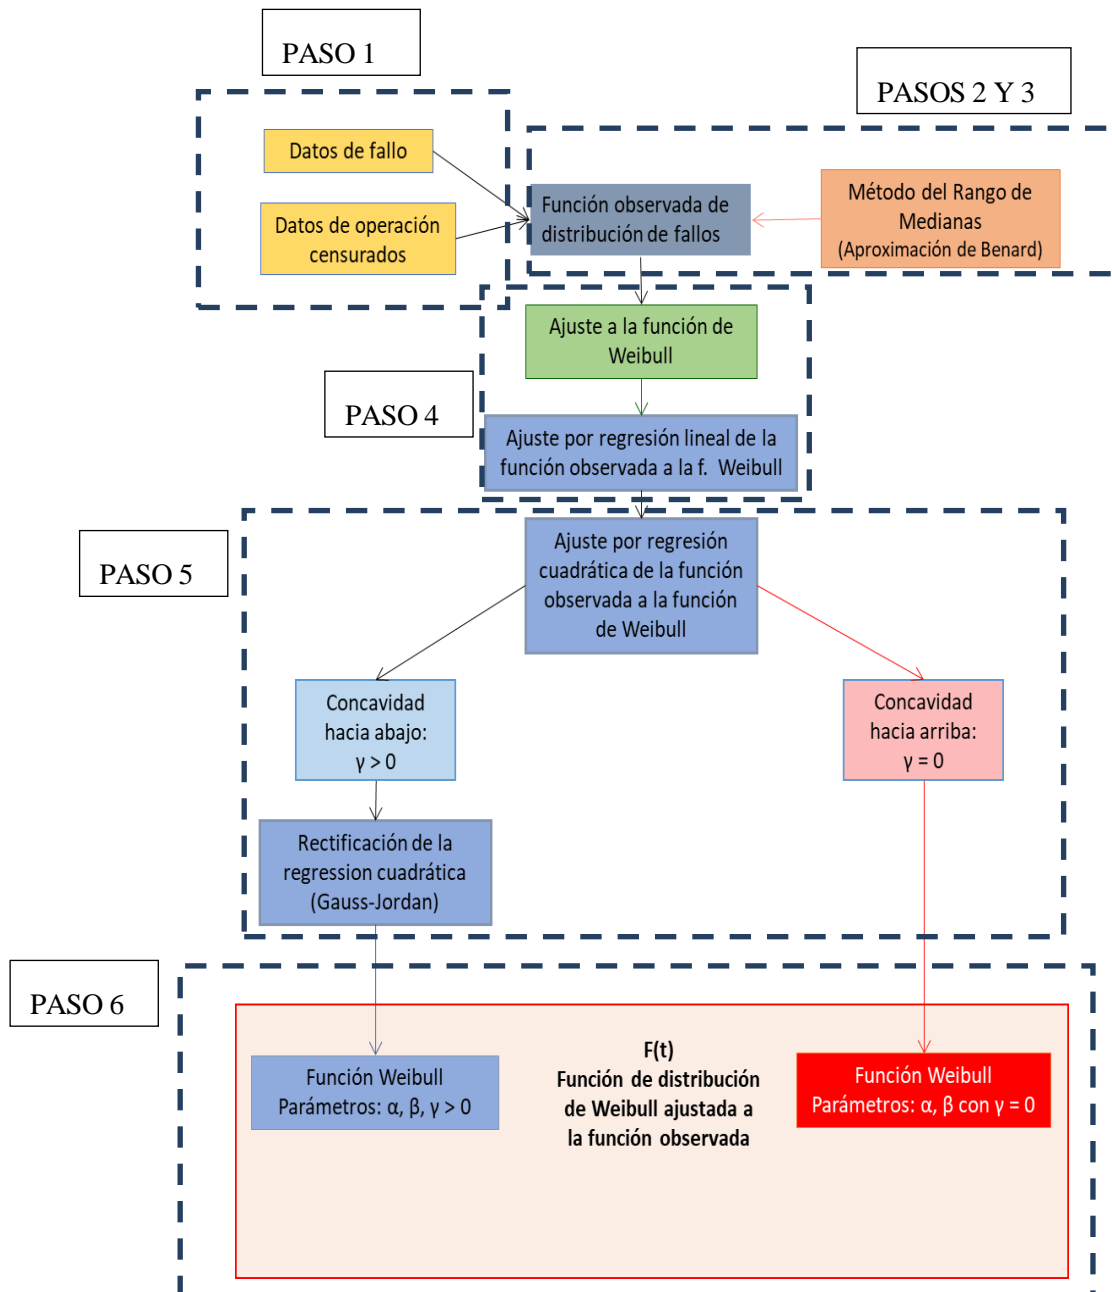 PASO 1
PASOS 2 Y 3
Datos de fallo
Datos de operación
censurados
Función observada de
distribución de fallos
Método del Rango de
Medianas
(Aproximación de Benard)
Ajuste a la función de
Weibull
PASO 4
Ajuste por regresión lineal de la
función observada a la f. Weibull
PASO 5
Ajuste por regresión
cuadrática de la función
observada a la función
de Weibull
Concavidad
hacia abajo:
γ > 0
Concavidad
hacia arriba:
γ = 0
Rectificación de la
regression cuadrática
(Gauss-Jordan)
PASO 6
F(t)
Función de distribución
de Weibull ajustada a
la función observada
Función Weibull
Parámetros: α, β, γ > 0
Función Weibull
Parámetros: α, β con γ = 0